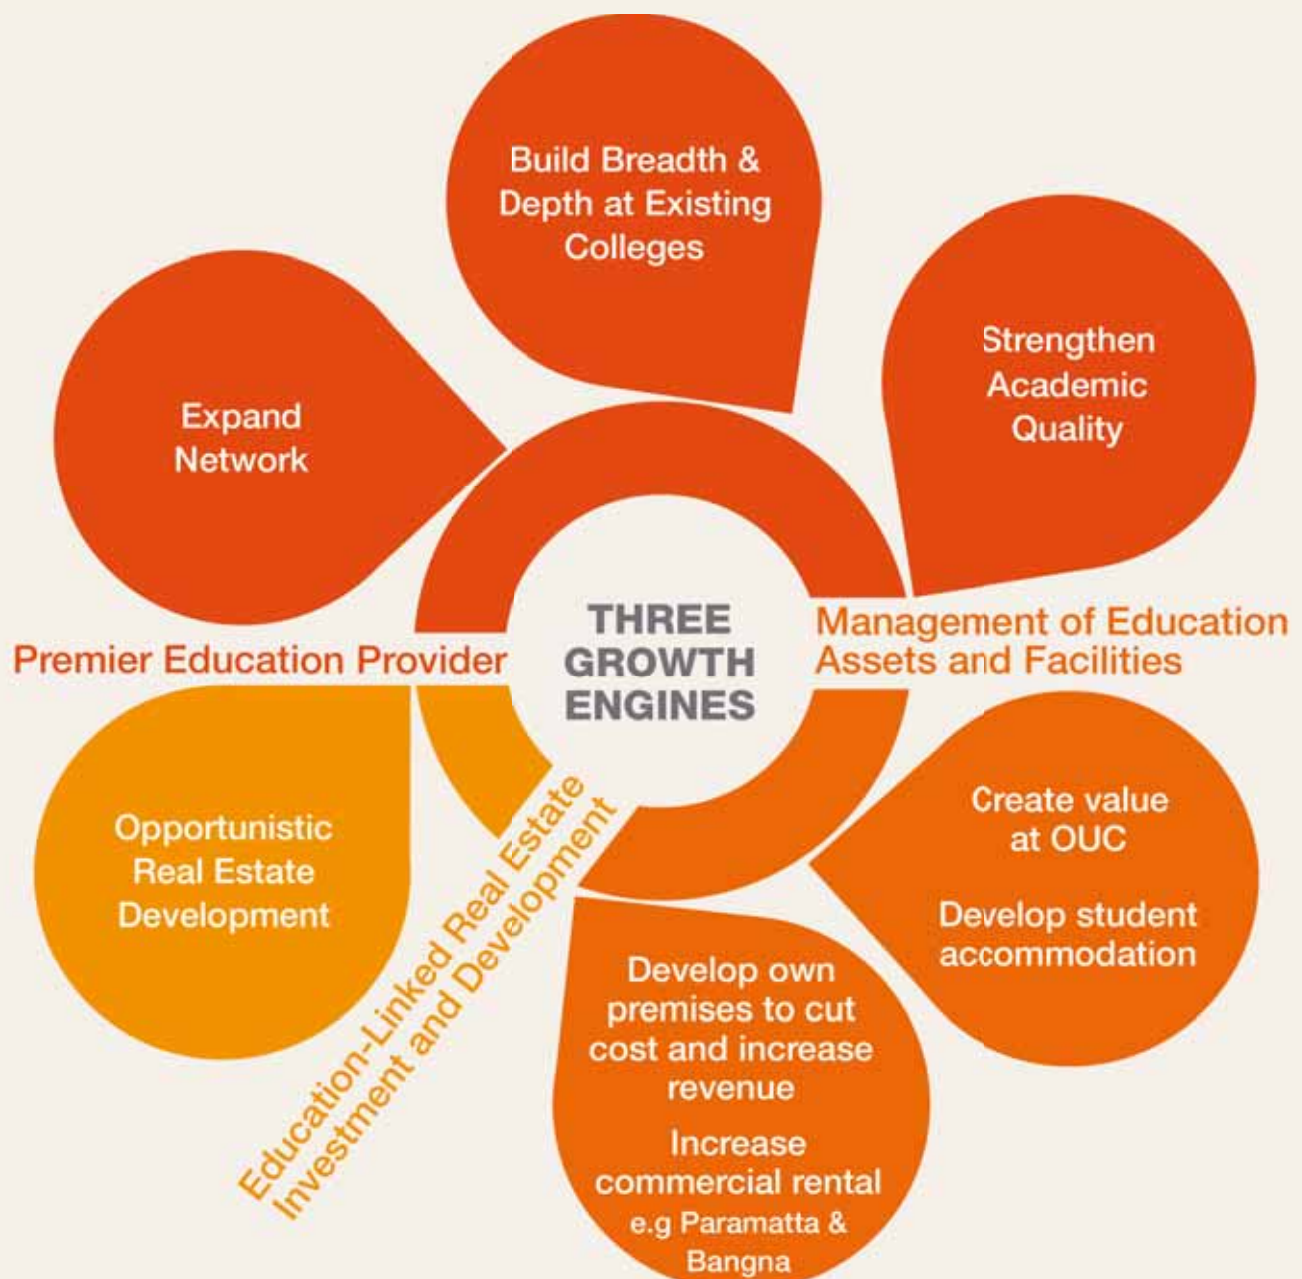 Build Breadth &
Depth at Existing
Colleges
Strengthen
Academic
Quality
Expand
Network
THREE
GROWTH
ENGINES
Premier Education Provider
Management of Education
Assets and Facilities
Opportunistic
Real Estate
Development
Education-Linked Real Estate
Investment and Development
Create value
at OUC
Develop student
accommodation
Develop own
premises to cut
cost and increase
revenue
Increase
commercial rental
e.g Paramatta &
Bangna